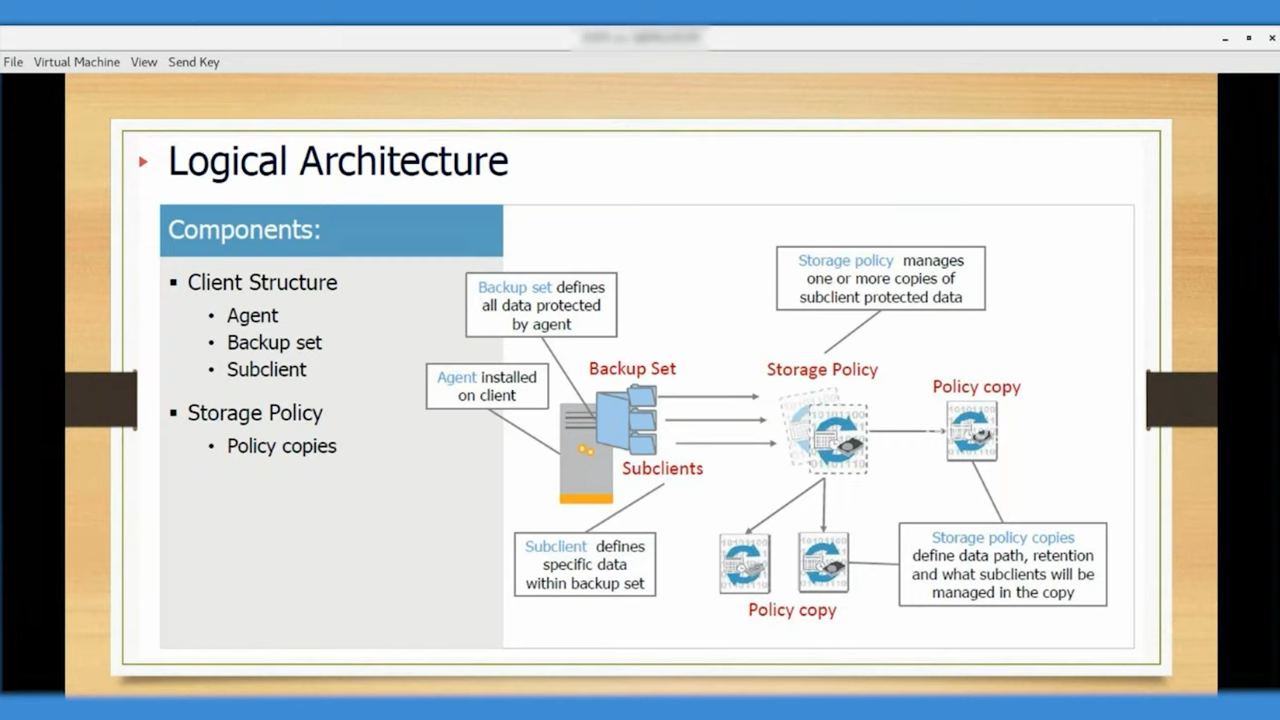 File Virtual Machine View Send Key
Logical Architecture
Components:
Client Structure
Agent
Backup set
Subclient
Storage Policy
Policy copies
Storage policy manages
one or more copies of
subclient protected data
Backup set defines
all data protected
by agent
Agent installed
on client
Backup Set
Storage Policy
Policy copy
Subclients
Subclient defines
specific data
within backup set
Policy copy
Storage policy copies
define data path, retention
and what subclients will be
managed in the copy